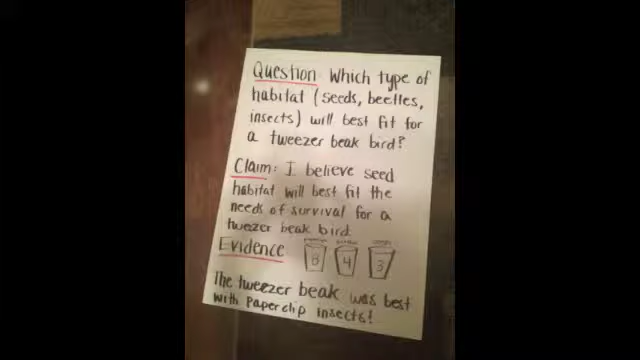 Question: Which type of
habitat (seeds, beetles,
insects) will best fit for
a tweezer beak bird?
Claim: I believe seed
habitat will best fit the
needs of survival for a
twezer beak bird.
Evidence
8 4 3
The tweezer beak was best
with paperclip insects!